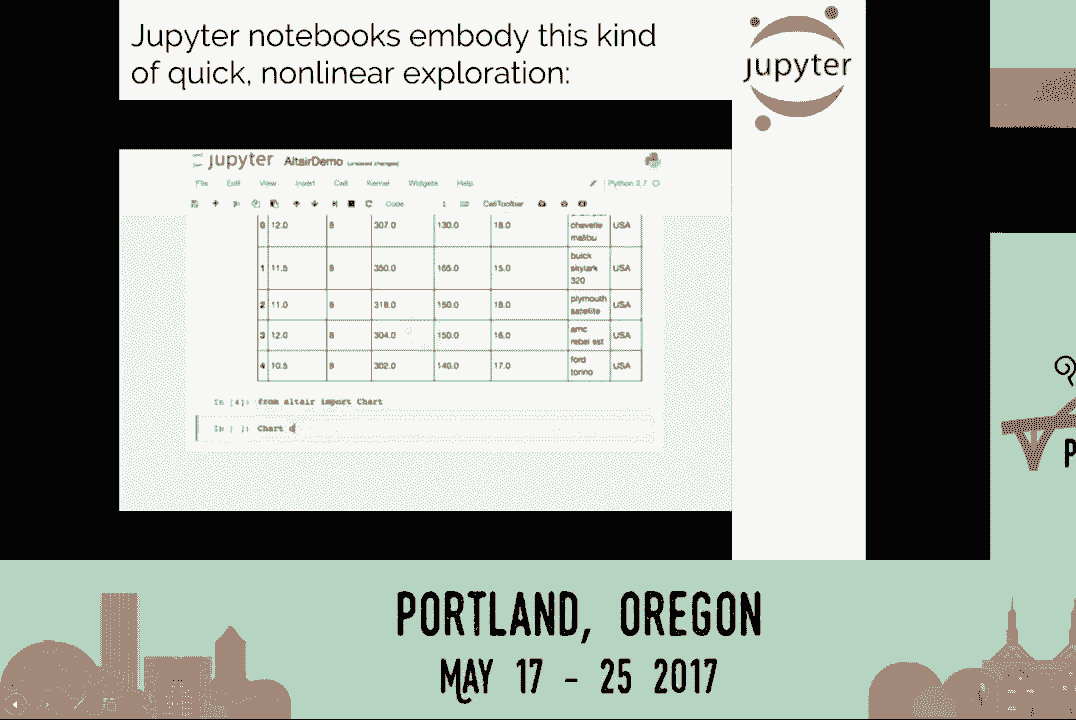 Jupyter notebooks embody this kind
of quick, nonlinear exploration:
jupyter
jupyter AltairDemo (unsaved changes)
File Edit View Insert Cell Kernel Widgets Help Python 2.7
Code CellToolbar
0 12.0 8 307.0 130.0 18.0 chevelle malibu USA
1 11.5 8 350.0 165.0 15.0 buick skylark 320 USA
2 11.0 8 318.0 150.0 18.0 plymouth satellite USA
3 12.0 8 304.0 150.0 16.0 amc rebel sst USA
4 10.5 8 302.0 140.0 17.0 ford torino USA
In [4]: from altair import Chart
In [ ]: Chart d
P
PORTLAND, OREGON
MAY 17 - 25 2017